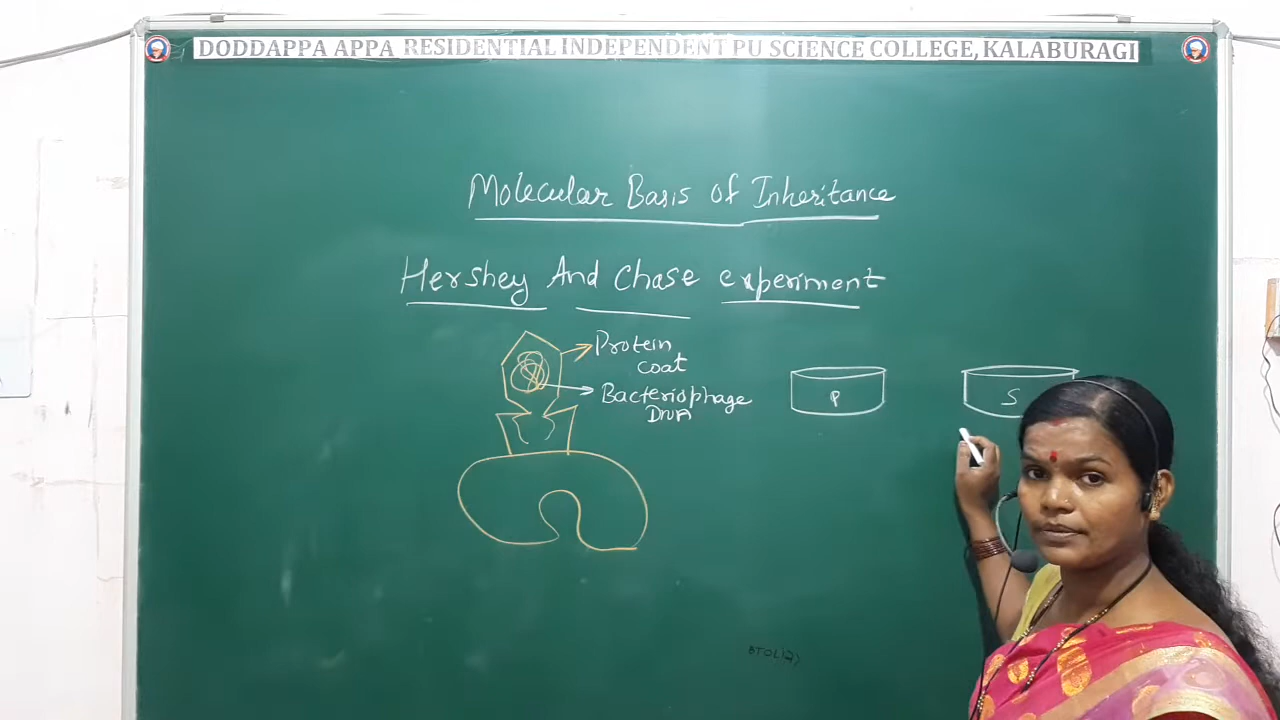 DODDAPPA APPA RESIDENTIAL INDEPENDENT PU SCIENCE COLLEGE, KALABURAGI
Molecular Basis of Inheritance
Hershey And Chase experiment
Protein
coat
Bacteriophage
DNA
P
S